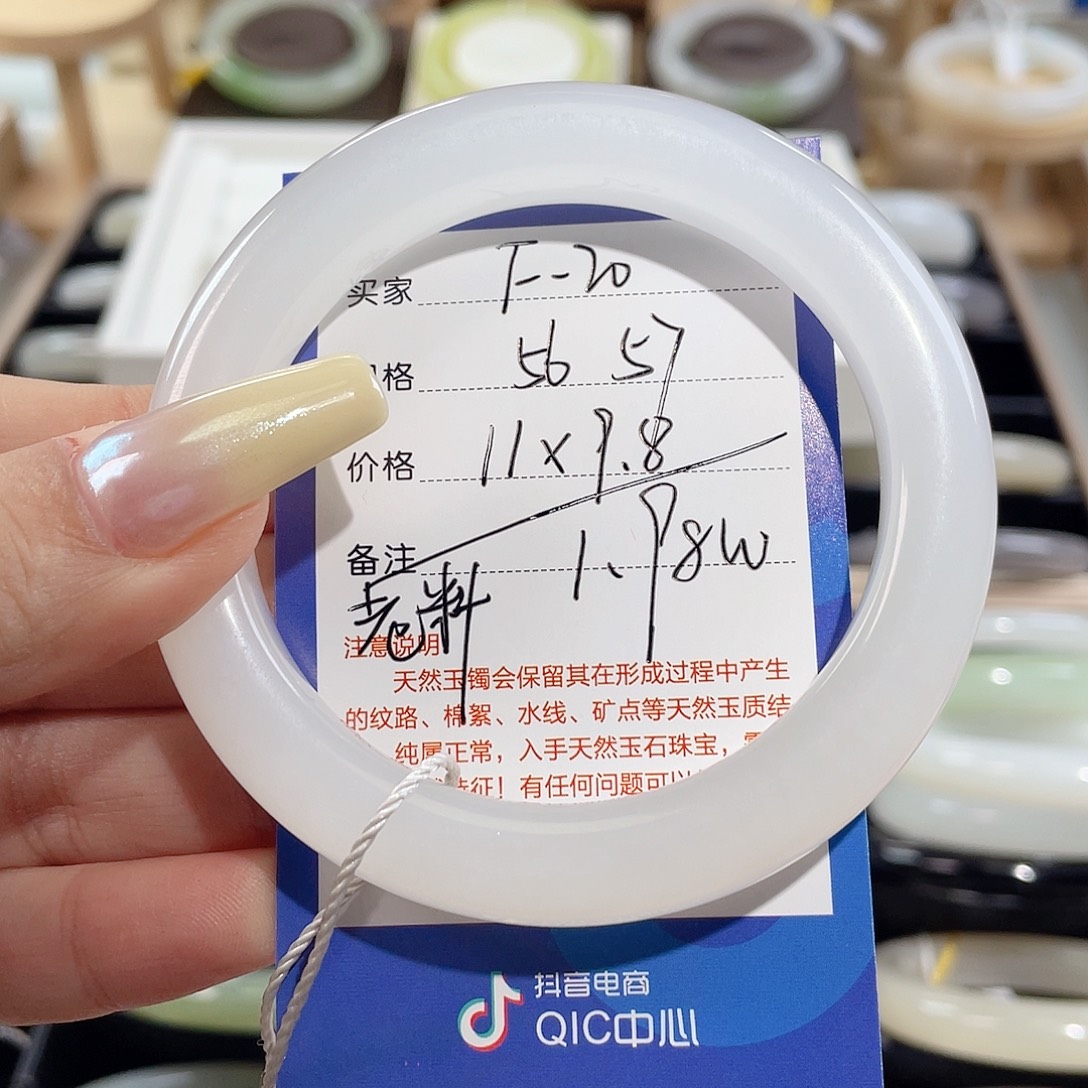 买家 F--20
格 56 57
价格 11×9.8
备注 1.98W
老料
注意说明
天然玉镯会保留其在形成过程中产生
的纹路、棉絮、水线、矿点等天然玉质结
纯属正常，入手天然玉石珠宝，
特征！有任何问题可以
抖音电商
QIC中心